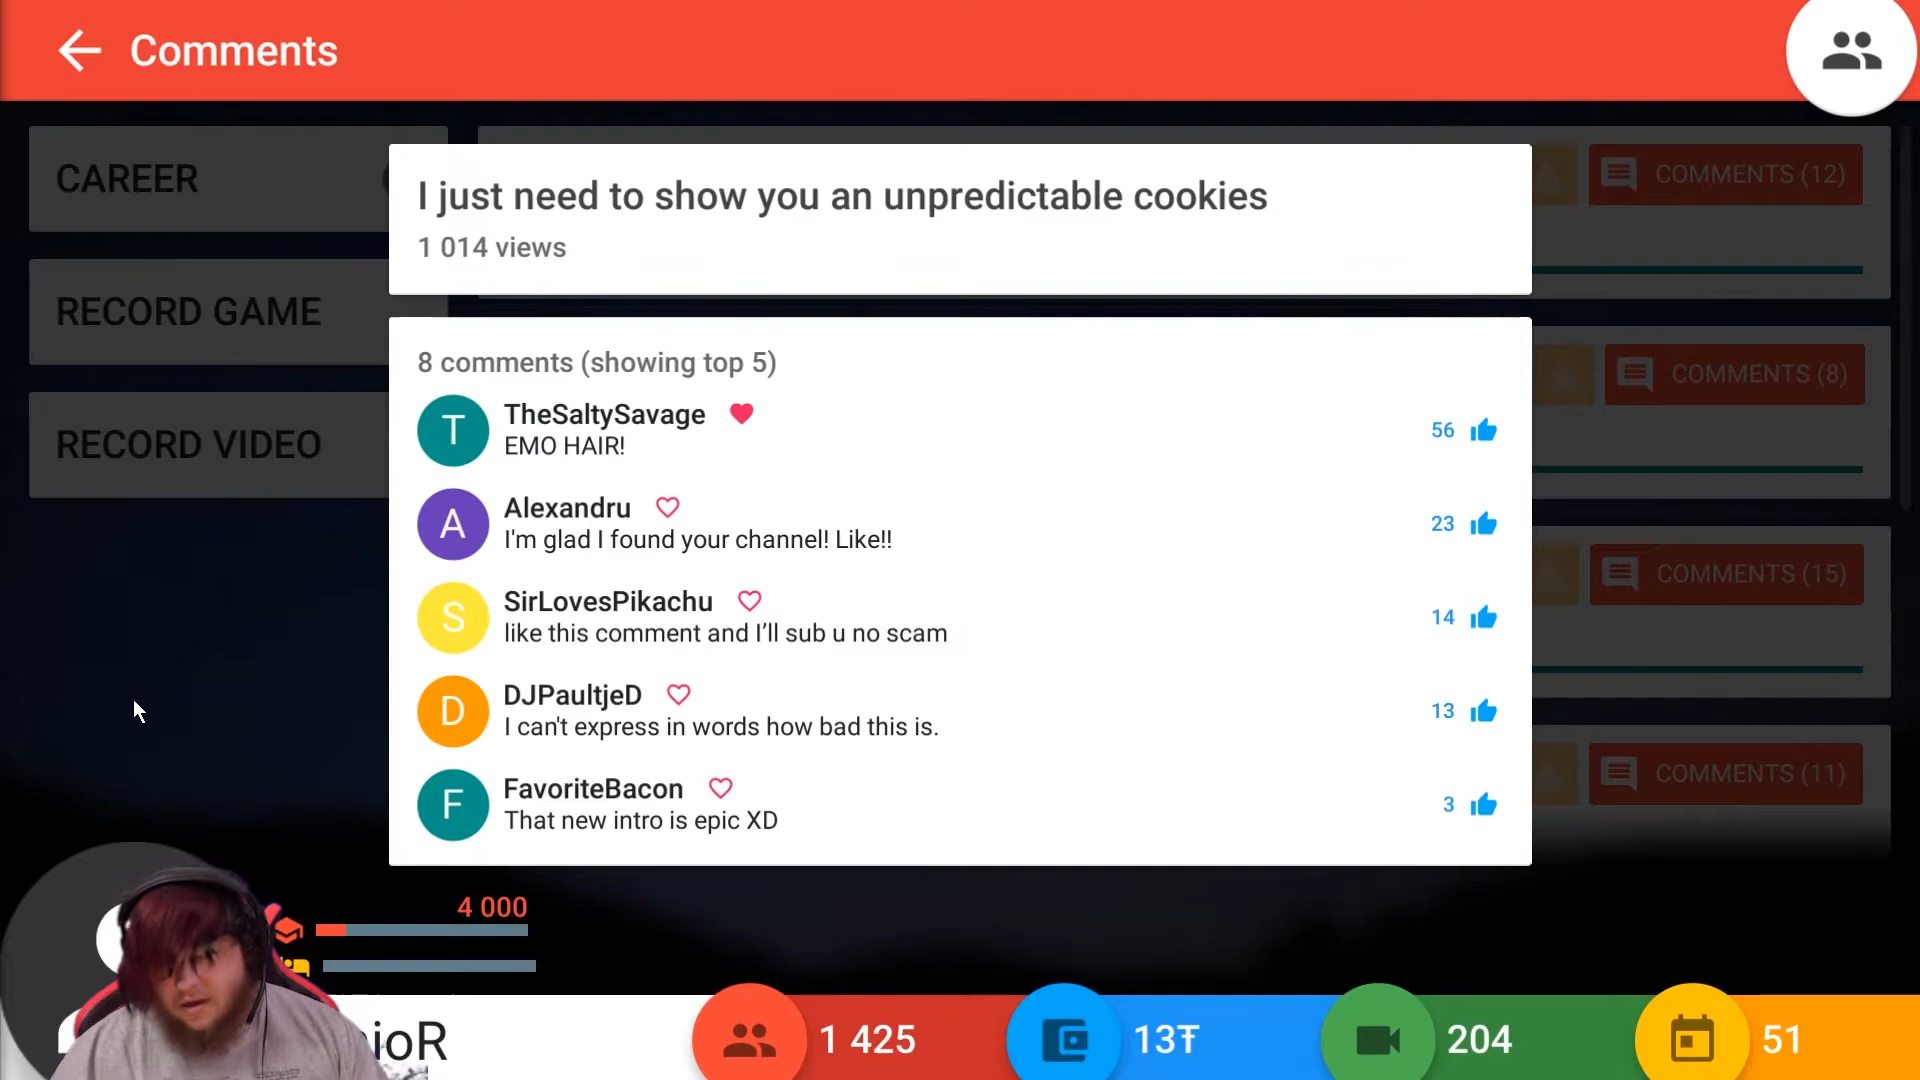 Comments
CAREER
RECORD GAME
RECORD VIDEO
I just need to show you an unpredictable cookies
1 014 views
8 comments (showing top 5)
T
TheSaltySavage
EMO HAIR!
56
A
Alexandru
I'm glad I found your channel! Like!!
23
S
SirLovesPikachu
like this comment and I’ll sub u no scam
14
D
DJPaultjeD
I can't express in words how bad this is.
13
F
FavoriteBacon
That new intro is epic XD
3
COMMENTS (12)
COMMENTS (8)
COMMENTS (15)
COMMENTS (11)
4 000
ioR
1 425
13Ŧ
204
51